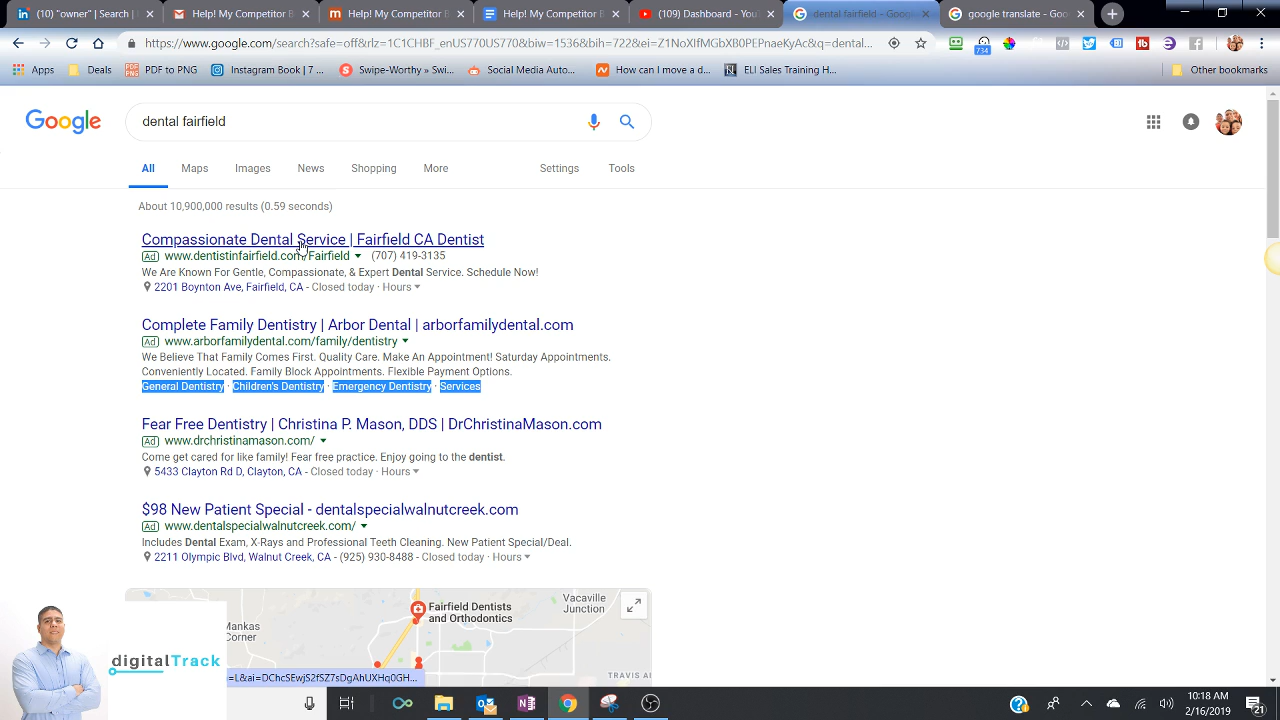 (10) "owner" | Search |
Help! My Competitor B
Help! My Competitor B
Help! My Competitor B
(109) Dashboard - YouT
dental fairfield - Google
google translate - Goo
https://www.google.com/search?safe=off&rlz=1C1CHBF_enUS770US770&biw=1536&bih=722&ei=Z1NoXIfMGbXB0PEPnaeKyAc&q=dental...
734
Apps
Deals
PDF to PNG
Instagram Book | 7 ...
Swipe-Worthy » Swi...
Social Media Auto...
How can I move a d...
ELI Sales Training H...
Other bookmarks
Google
dental fairfield
All
Maps
Images
News
Shopping
More
Settings
Tools
About 10,900,000 results (0.59 seconds)
Compassionate Dental Service | Fairfield CA Dentist
Ad www.dentistinfairfield.com/Fairfield (707) 419-3135
We Are Known For Gentle, Compassionate, & Expert Dental Service. Schedule Now!
2201 Boynton Ave, Fairfield, CA - Closed today · Hours
Complete Family Dentistry | Arbor Dental | arborfamilydental.com
Ad www.arborfamilydental.com/family/dentistry
We Believe That Family Comes First. Quality Care. Make An Appointment! Saturday Appointments.
Conveniently Located. Family Block Appointments. Flexible Payment Options.
General Dentistry · Children's Dentistry · Emergency Dentistry · Services
Fear Free Dentistry | Christina P. Mason, DDS | DrChristinaMason.com
Ad www.drchristinamason.com/
Come get cared for like family! Fear free practice. Enjoy going to the dentist.
5433 Clayton Rd D, Clayton, CA - Closed today · Hours
$98 New Patient Special - dentalspecialwalnutcreek.com
Ad www.dentalspecialwalnutcreek.com/
Includes Dental Exam, X-Rays and Professional Teeth Cleaning. New Patient Special/Deal.
2211 Olympic Blvd, Walnut Creek, CA - (925) 930-8488 - Closed today · Hours
Fairfield Dentists
and Orthodontics
Vacaville
Junction
Mankas
Corner
TRAVIS AI
digitalTrack
=L&ai=DChcSEwjS2fSZ7sDgAhUXHq0GH...
10:18 AM
2/16/2019
21